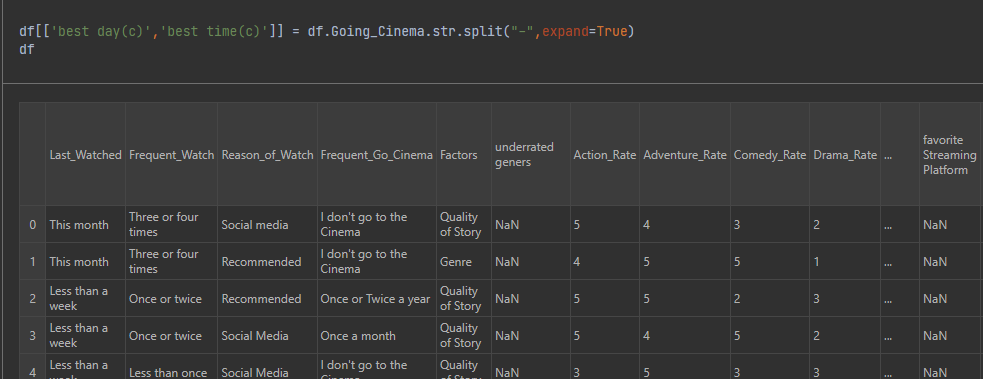 df[['best day(c)','best time(c)']] = df.Going_Cinema.str.split("-",expand=True)
df
Last_Watched Frequent_Watch Reason_of_Watch Frequent_Go_Cinema Factors underrated geners Action_Rate Adventure_Rate Comedy_Rate Drama_Rate ... favorite Streaming Platform
0 This month Three or four times Social media I don't go to the Cinema Quality of Story NaN 5 4 3 2 ... NaN
1 This month Three or four times Recommended I don't go to the Cinema Genre NaN 4 5 5 1 ... NaN
2 Less than a week Once or twice Recommended Once or Twice a year Quality of Story NaN 5 5 2 3 ... NaN
3 Less than a week Once or twice Social Media Once a month Quality of Story NaN 5 4 5 2 ... NaN
4 Less than a week Less than once Social Media I don't go to the Cinema Quality of Story NaN 3 5 3 3 ... NaN